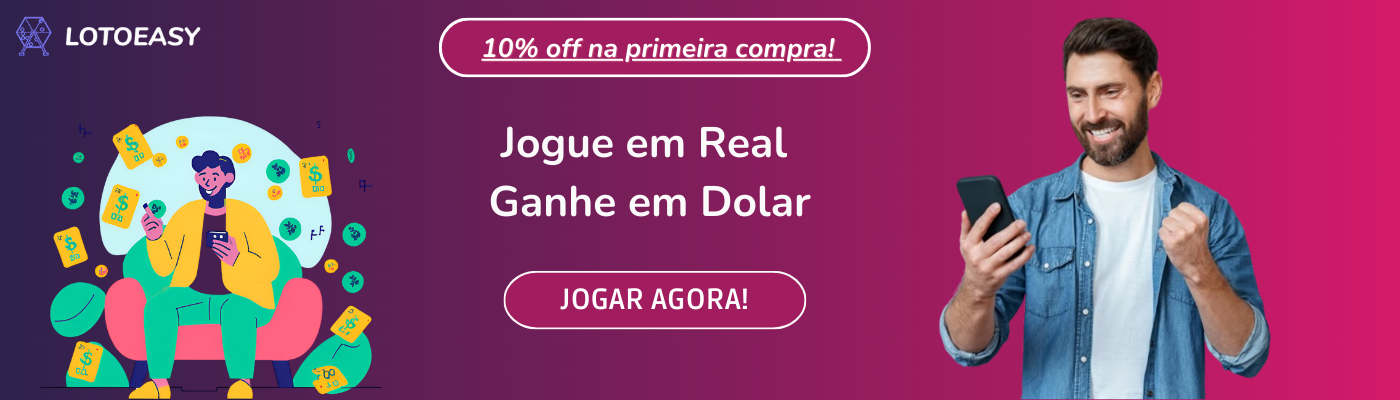 LOTOEASY
10% off na primeira compra!
Jogue em Real
Ganhe em Dolar
JOGAR AGORA!